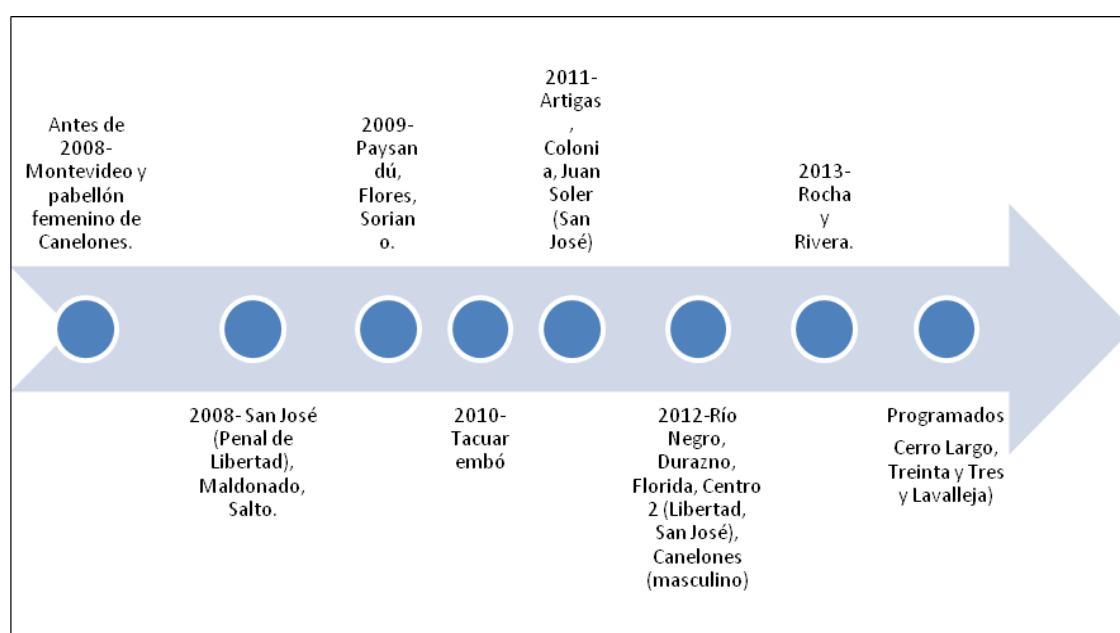 Antes de
2008-
Montevideo y
pabellón
femenino de
Canelones.
2008- San José
(Penal de
Libertad),
Maldonado,
Salto.
2009-
Paysan
dú,
Flores,
Sorian
o.
2010-
Tacuar
embó
2011-
Artigas
, 
Coloni
a, Juan
Soler
(San
José)
2012-Río
Negro,
Durazno,
Florida, Centro
2 (Libertad,
San José),
Canelones
(masculino)
2013-
Rocha
y
Rivera.
Programados
Cerro Largo,
Treinta y Tres
y Lavalleja)